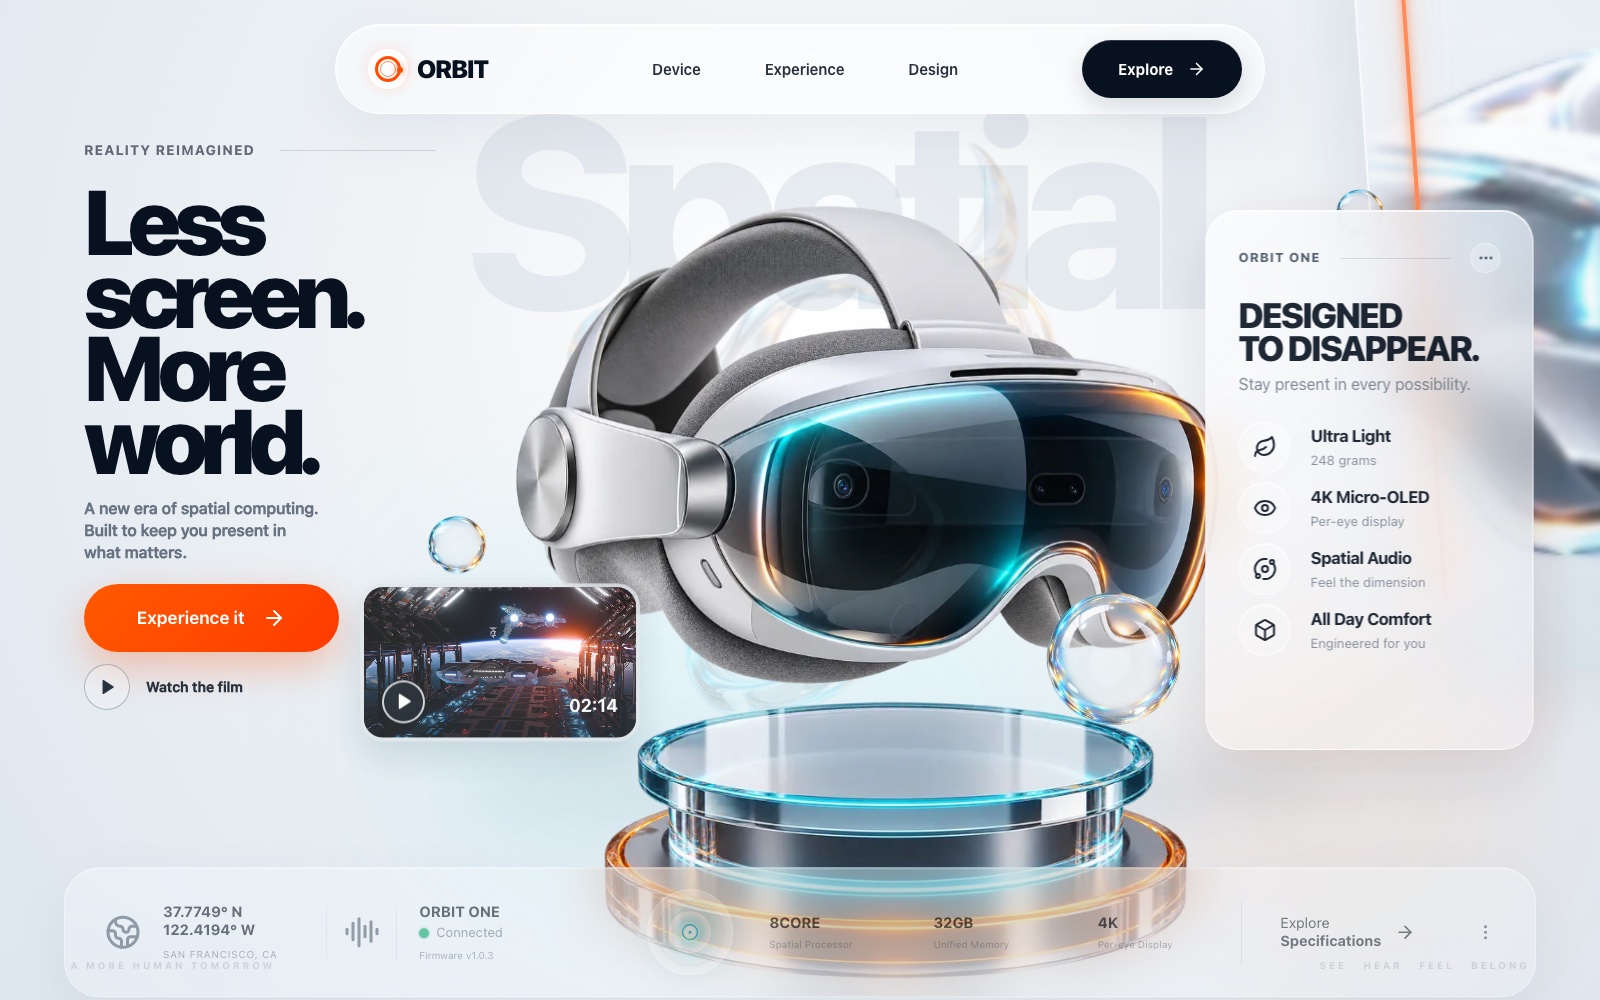 ORBIT
Device
Experience
Design
Explore
Spatial
REALITY REIMAGINED
Less
screen.
More
world.
A new era of spatial computing.
Built to keep you present in
what matters.
Experience it
Watch the film
02:14
ORBIT ONE
DESIGNED
TO DISAPPEAR.
Stay present in every possibility.
Ultra Light
248 grams
4K Micro-OLED
Per-eye display
Spatial Audio
Feel the dimension
All Day Comfort
Engineered for you
37.7749° N
122.4194° W
SAN FRANCISCO, CA
ORBIT ONE
Connected
Firmware v1.0.3
8CORE
Spatial Processor
32GB
Unified Memory
4K
Per-eye Display
Explore
Specifications
A MORE HUMAN TOMORROW
SEE HEAR FEEL BELONG